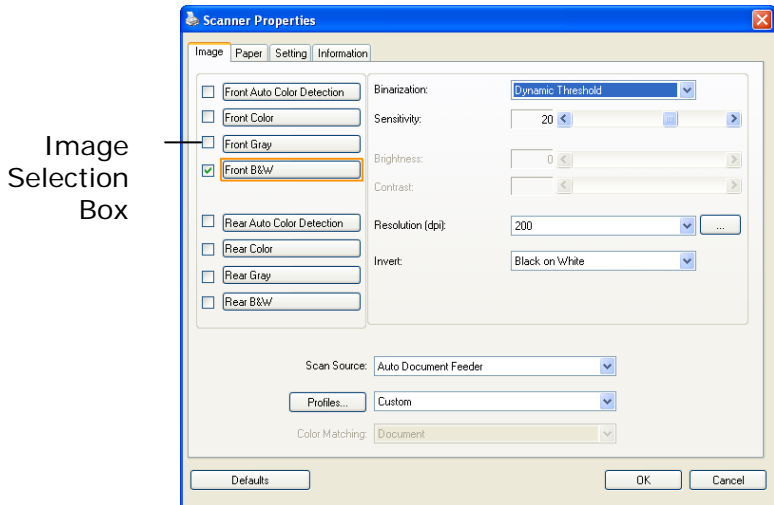 Scanner Properties
Image Paper Setting Information
Front Auto Color Detection
Front Color
Front Gray
Front B&W
Rear Auto Color Detection
Rear Color
Rear Gray
Rear B&W
Binarization: Dynamic Threshold
Sensitivity: 20
Brightness: 0
Contrast:
Resolution (dpi): 200 ...
Invert: Black on White
Scan Source: Auto Document Feeder
Profiles... Custom
Color Matching: Document
Defaults OK Cancel
Image
Selection
Box